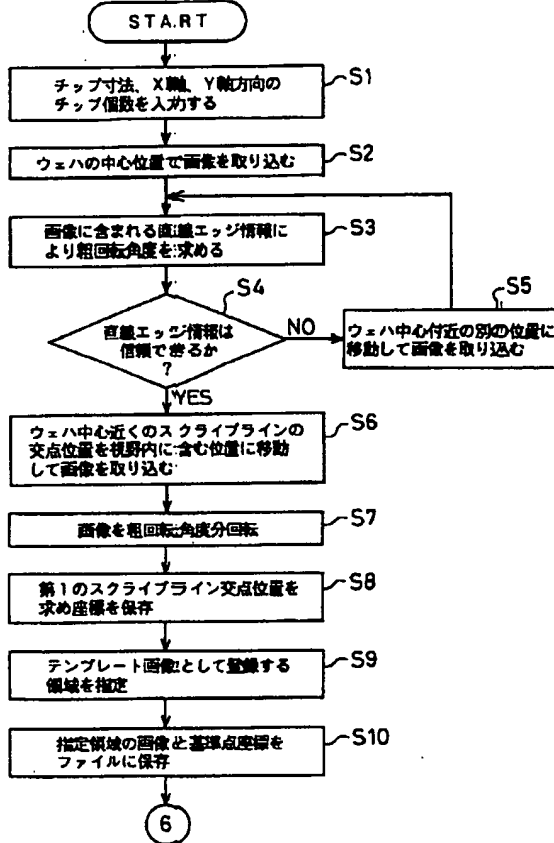 START
チップ寸法、X軸、Y軸方向の
チップ個数を入力する
S1
ウェハの中心位置で画像を取り込む
S2
画像に含まれる直線エッジ情報に
より粗回転角度を求める
S3
S4
直線エッジ情報は
信頼できるか
?
NO
S5
ウェハ中心付近の別の位置に
移動して画像を取り込む
YES
ウェハ中心近くのスクライブラインの
交点位置を視野内に含む位置に移動
して画像を取り込む
S6
画像を粗回転角度分回転
S7
第1のスクライブライン交点位置を
求め座標を保存
S8
テンプレート画像として登録する
領域を指定
S9
指定領域の画像と基準点座標を
ファイルに保存
S10
6